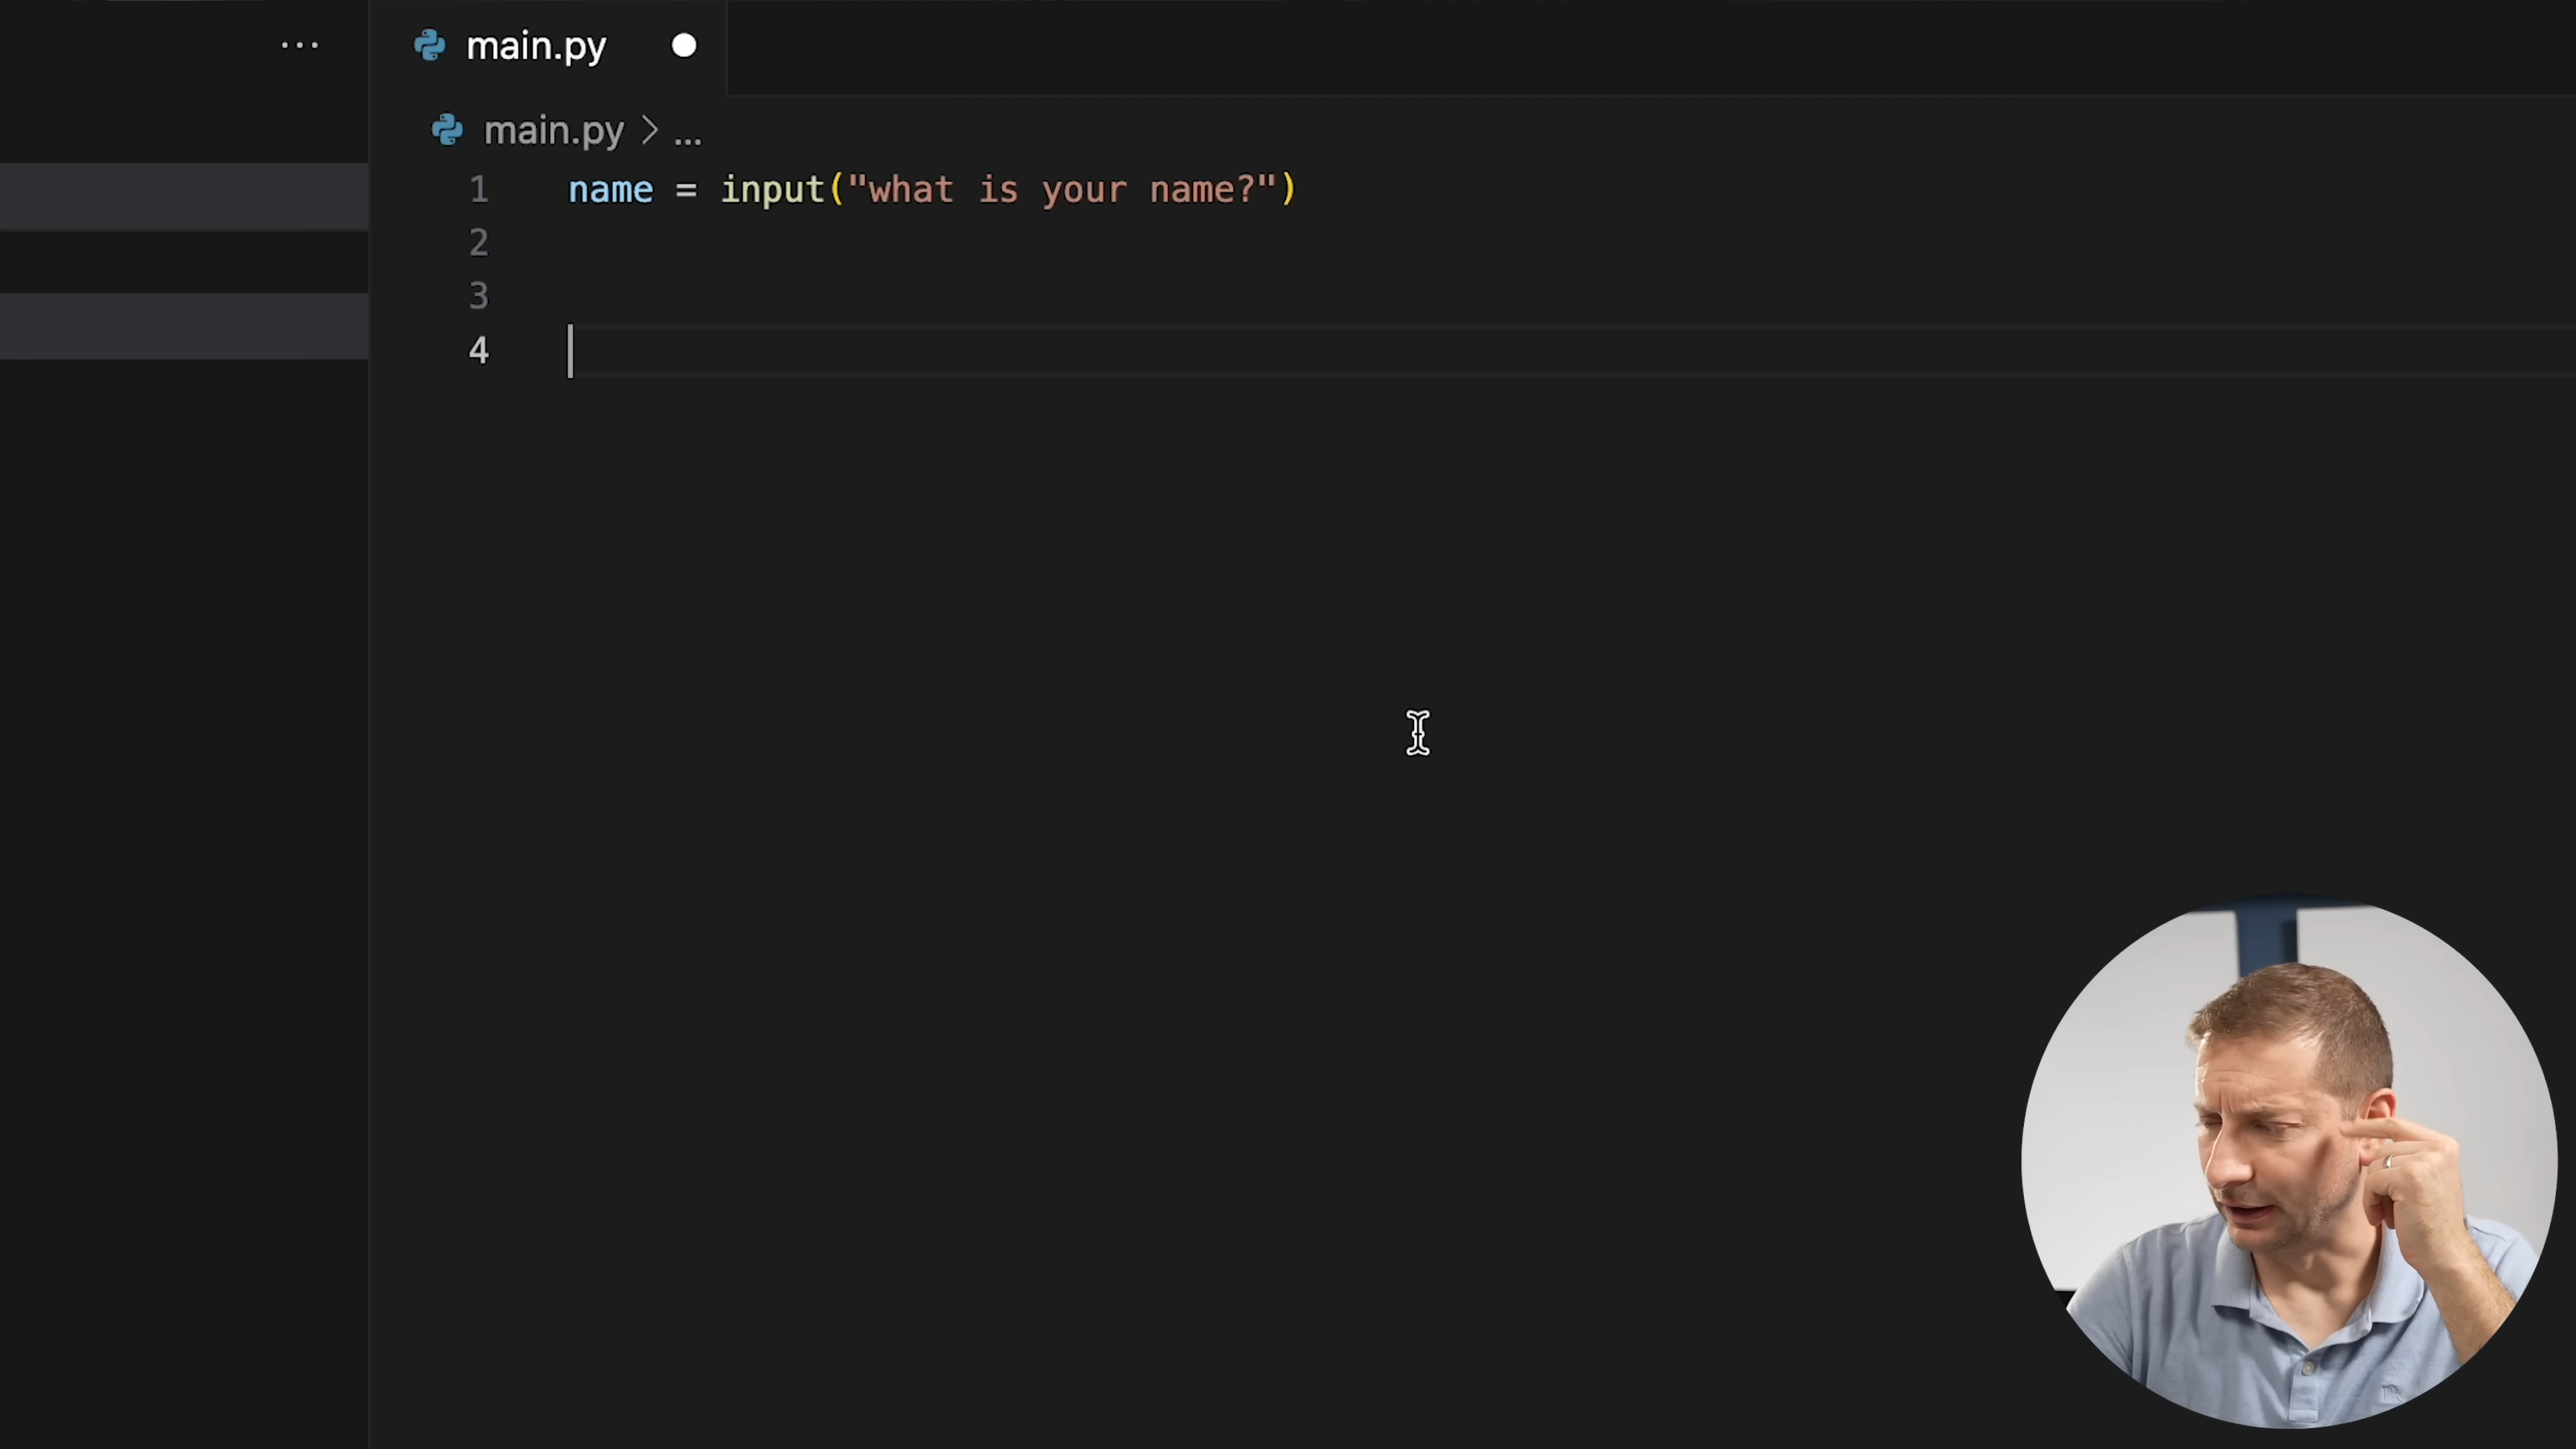 ... main.py
main.py > ...
1 name = input("what is your name?")
2
3
4